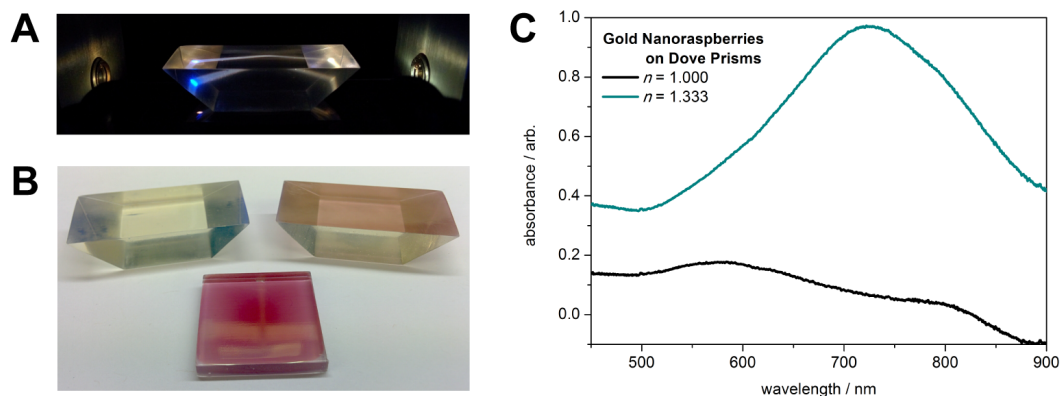 A
B
C
Gold Nanoraspberries
on Dove Prisms
n = 1.000
n = 1.333
absorbance / arb.
1.0
0.8
0.6
0.4
0.2
0.0
500
600
700
800
900
wavelength / nm